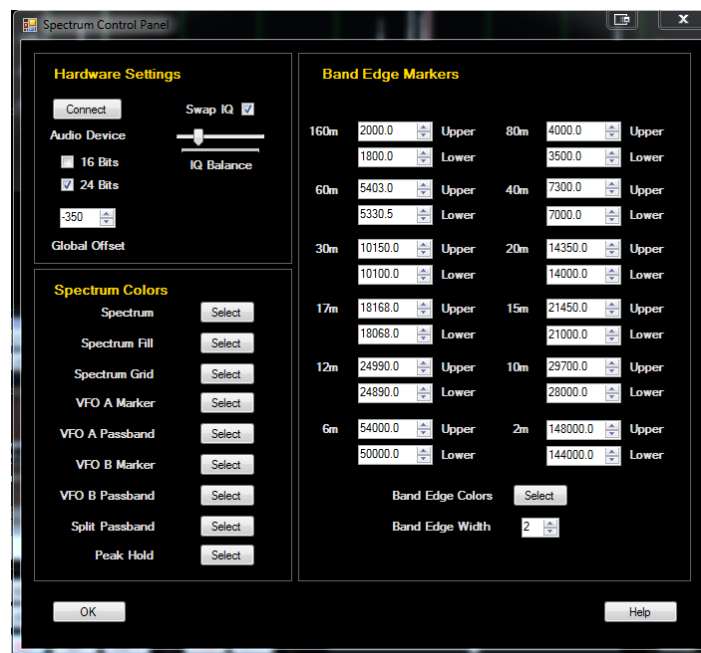 Spectrum Control Panel
Hardware Settings
Connect Swap IQ
Audio Device
16 Bits IQ Balance
24 Bits
-350
Global Offset
Spectrum Colors
Spectrum Select
Spectrum Fill Select
Spectrum Grid Select
VFO A Marker Select
VFO A Passband Select
VFO B Marker Select
VFO B Passband Select
Split Passband Select
Peak Hold Select
Band Edge Markers
160m 2000.0 Upper 80m 4000.0 Upper
1800.0 Lower 3500.0 Lower
60m 5403.0 Upper 40m 7300.0 Upper
5330.5 Lower 7000.0 Lower
30m 10150.0 Upper 20m 14350.0 Upper
10100.0 Lower 14000.0 Lower
17m 18168.0 Upper 15m 21450.0 Upper
18068.0 Lower 21000.0 Lower
12m 24990.0 Upper 10m 29700.0 Upper
24890.0 Lower 28000.0 Lower
6m 54000.0 Upper 2m 148000.0 Upper
50000.0 Lower 144000.0 Lower
Band Edge Colors Select
Band Edge Width 2
OK Help